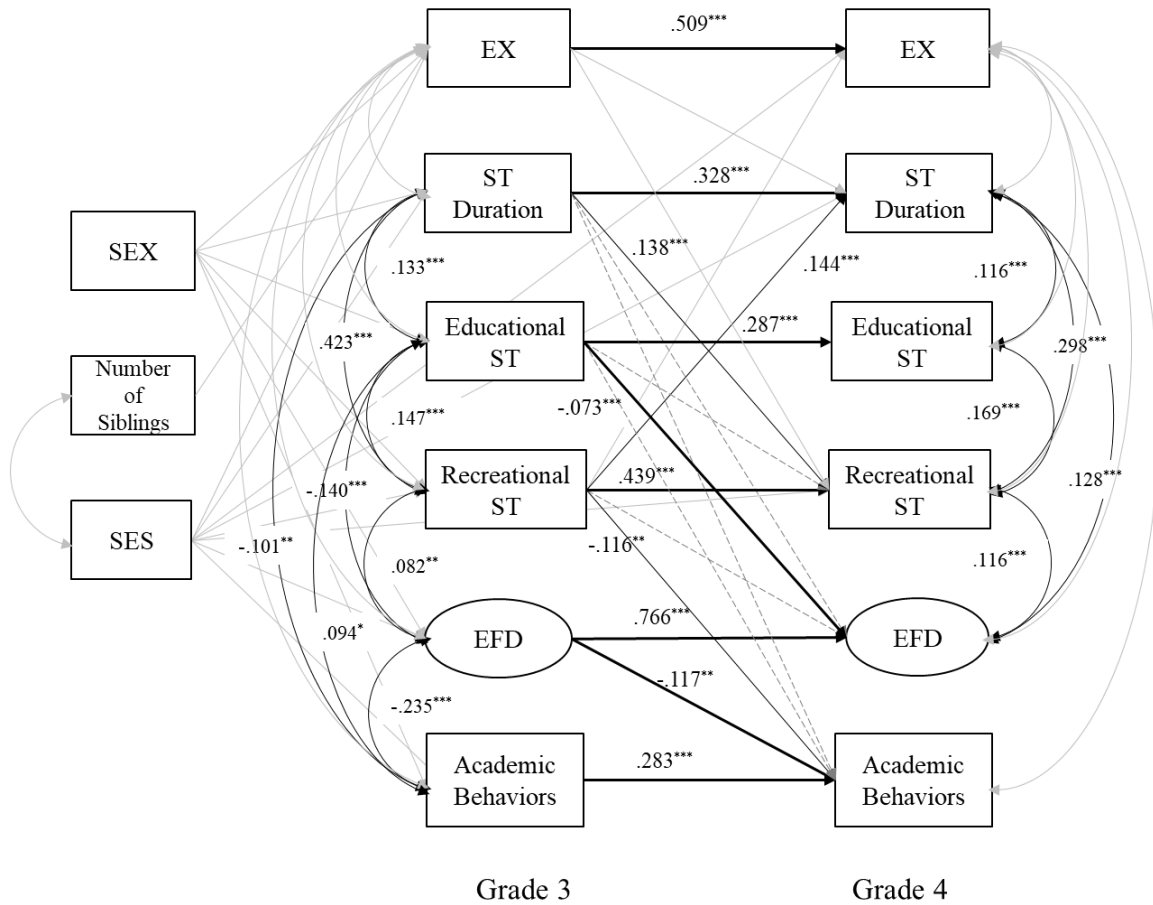 .509***
EX
EX
ST
Duration
.328***
ST
Duration
SEX
.138***
.144***
.133***
.116***
Educational
ST
.287***
Educational
ST
.423***
.298***
Number
of
Siblings
-.073***
.147***
.169***
Recreational
ST
.439***
Recreational
ST
-.140***
.128***
SES
-.101**
-.116**
.082**
.116***
.094*
EFD
.766***
EFD
-.117**
-.235***
Academic
Behaviors
.283***
Academic
Behaviors
Grade 3
Grade 4